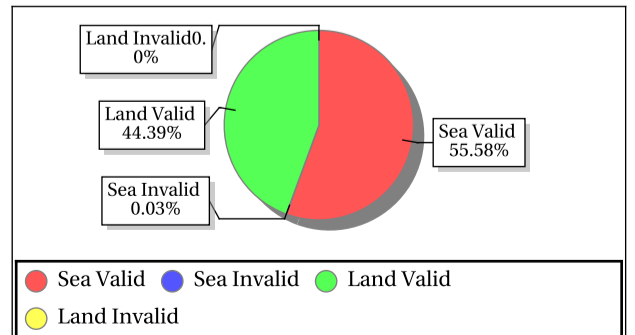 Land Invalid0.
0%
Land Valid
44.39%
Sea Valid
55.58%
Sea Invalid
0.03%
Sea Valid Sea Invalid Land Valid
Land Invalid